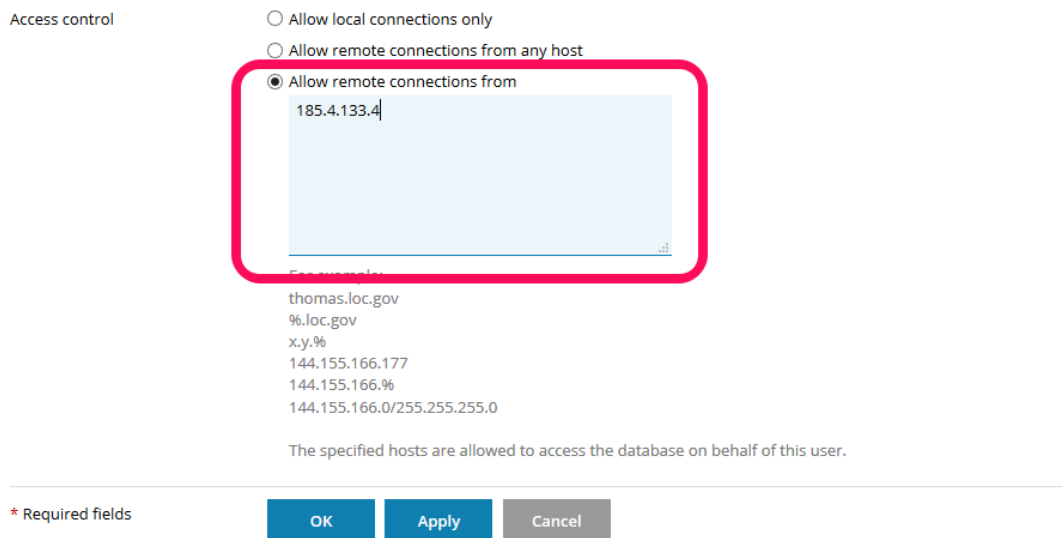 Access control
Allow local connections only
Allow remote connections from any host
Allow remote connections from
185.4.133.4
For example:
thomas.loc.gov
%.loc.gov
x.y.%
144.155.166.177
144.155.166.%
144.155.166.0/255.255.255.0
The specified hosts are allowed to access the database on behalf of this user.
* Required fields
OK
Apply
Cancel